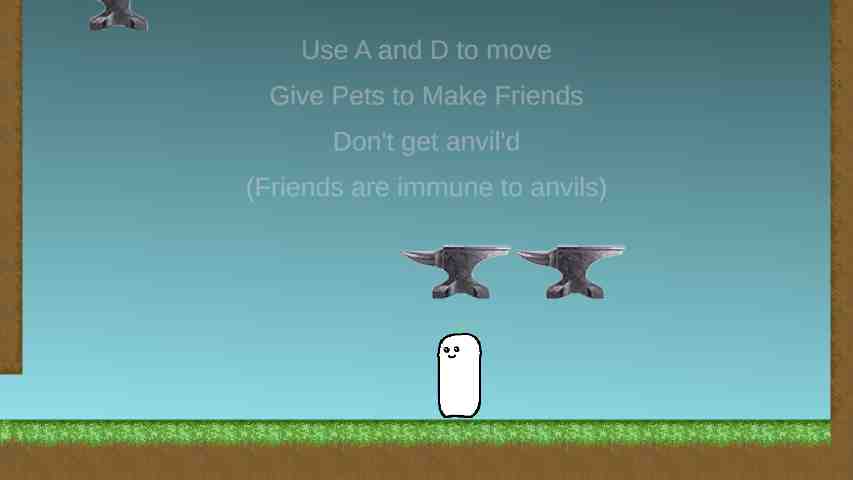 Use A and D to move
Give Pets to Make Friends
Don't get anvil'd
(Friends are immune to anvils)